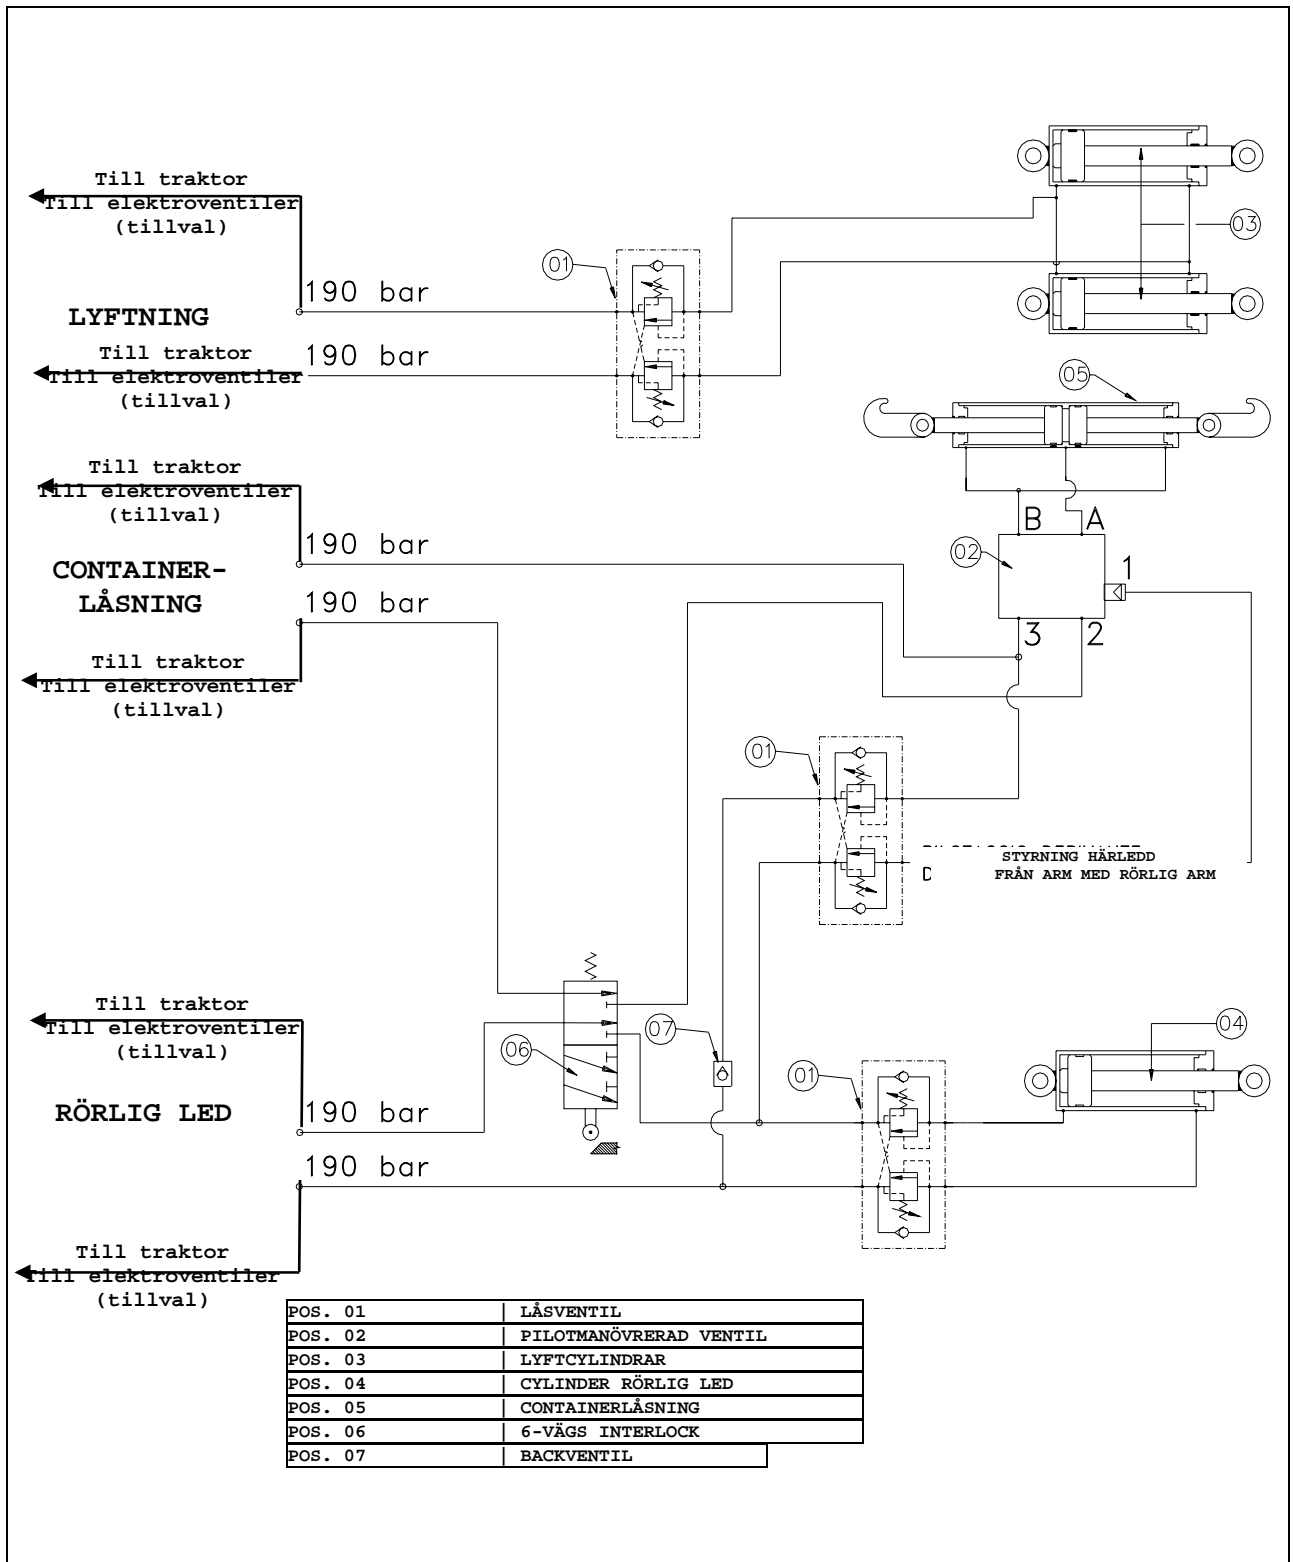 Till traktor
Till elektroventiler
(tillval)
03
01
190 bar
LYFTNING
Till traktor
190 bar
Till elektroventiler
(tillval)
05
Till traktor
Till elektroventiler
(tillval)
B A
190 bar
02
1
CONTAINER-
LÅSNING
190 bar
3 2
Till traktor
Till elektroventiler
(tillval)
01
STYRNING HÄRLEDD
FRÅN ARM MED RÖRLIG ARM
Till traktor
Till elektroventiler
(tillval)
06
07
04
01
RÖRLIG LED
190 bar
190 bar
Till traktor
Till elektroventiler
(tillval)
POS. 01 | LÅSVENTIL
POS. 02 | PILOTMANÖVRERAD VENTIL
POS. 03 | LYFTCYLINDRAR
POS. 04 | CYLINDER RÖRLIG LED
POS. 05 | CONTAINERLÅSNING
POS. 06 | 6-VÄGS INTERLOCK
POS. 07 | BACKVENTIL